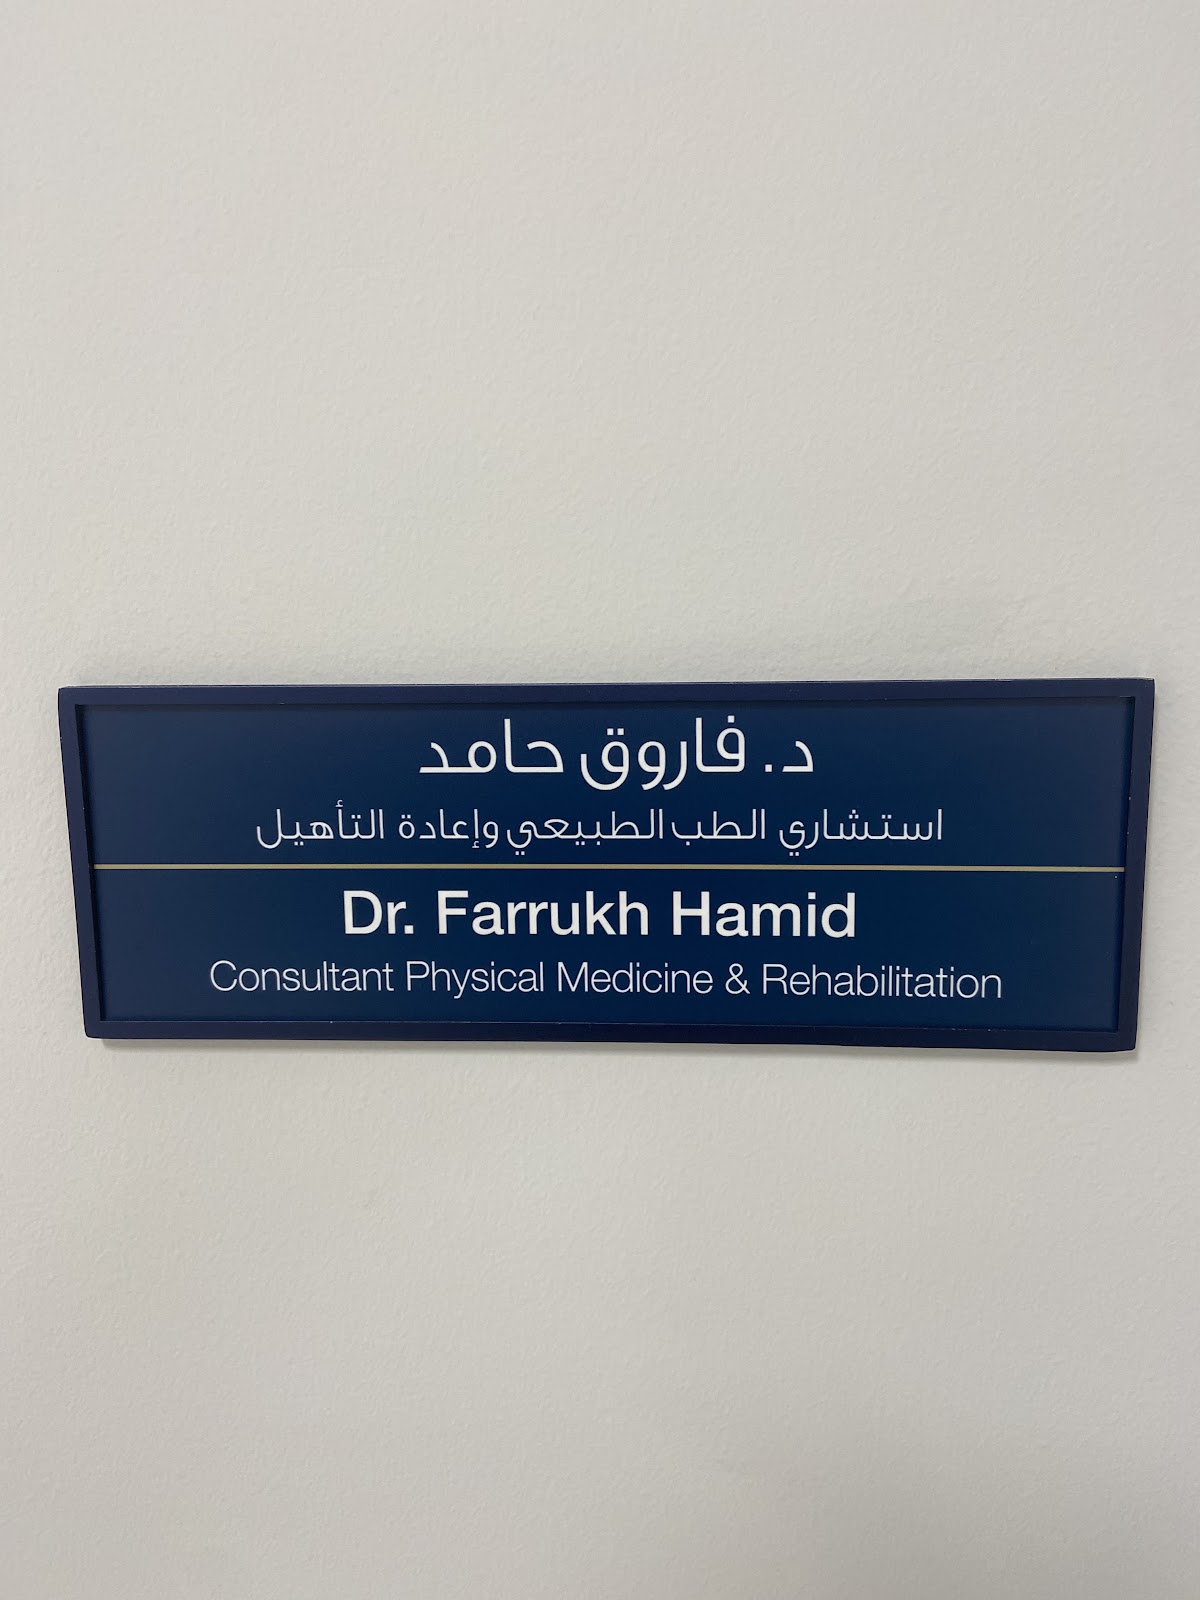 د. فاروق حامد
استشاري الطب الطبيعي وإعادة التأهيل
Dr. Farrukh Hamid
Consultant Physical Medicine & Rehabilitation